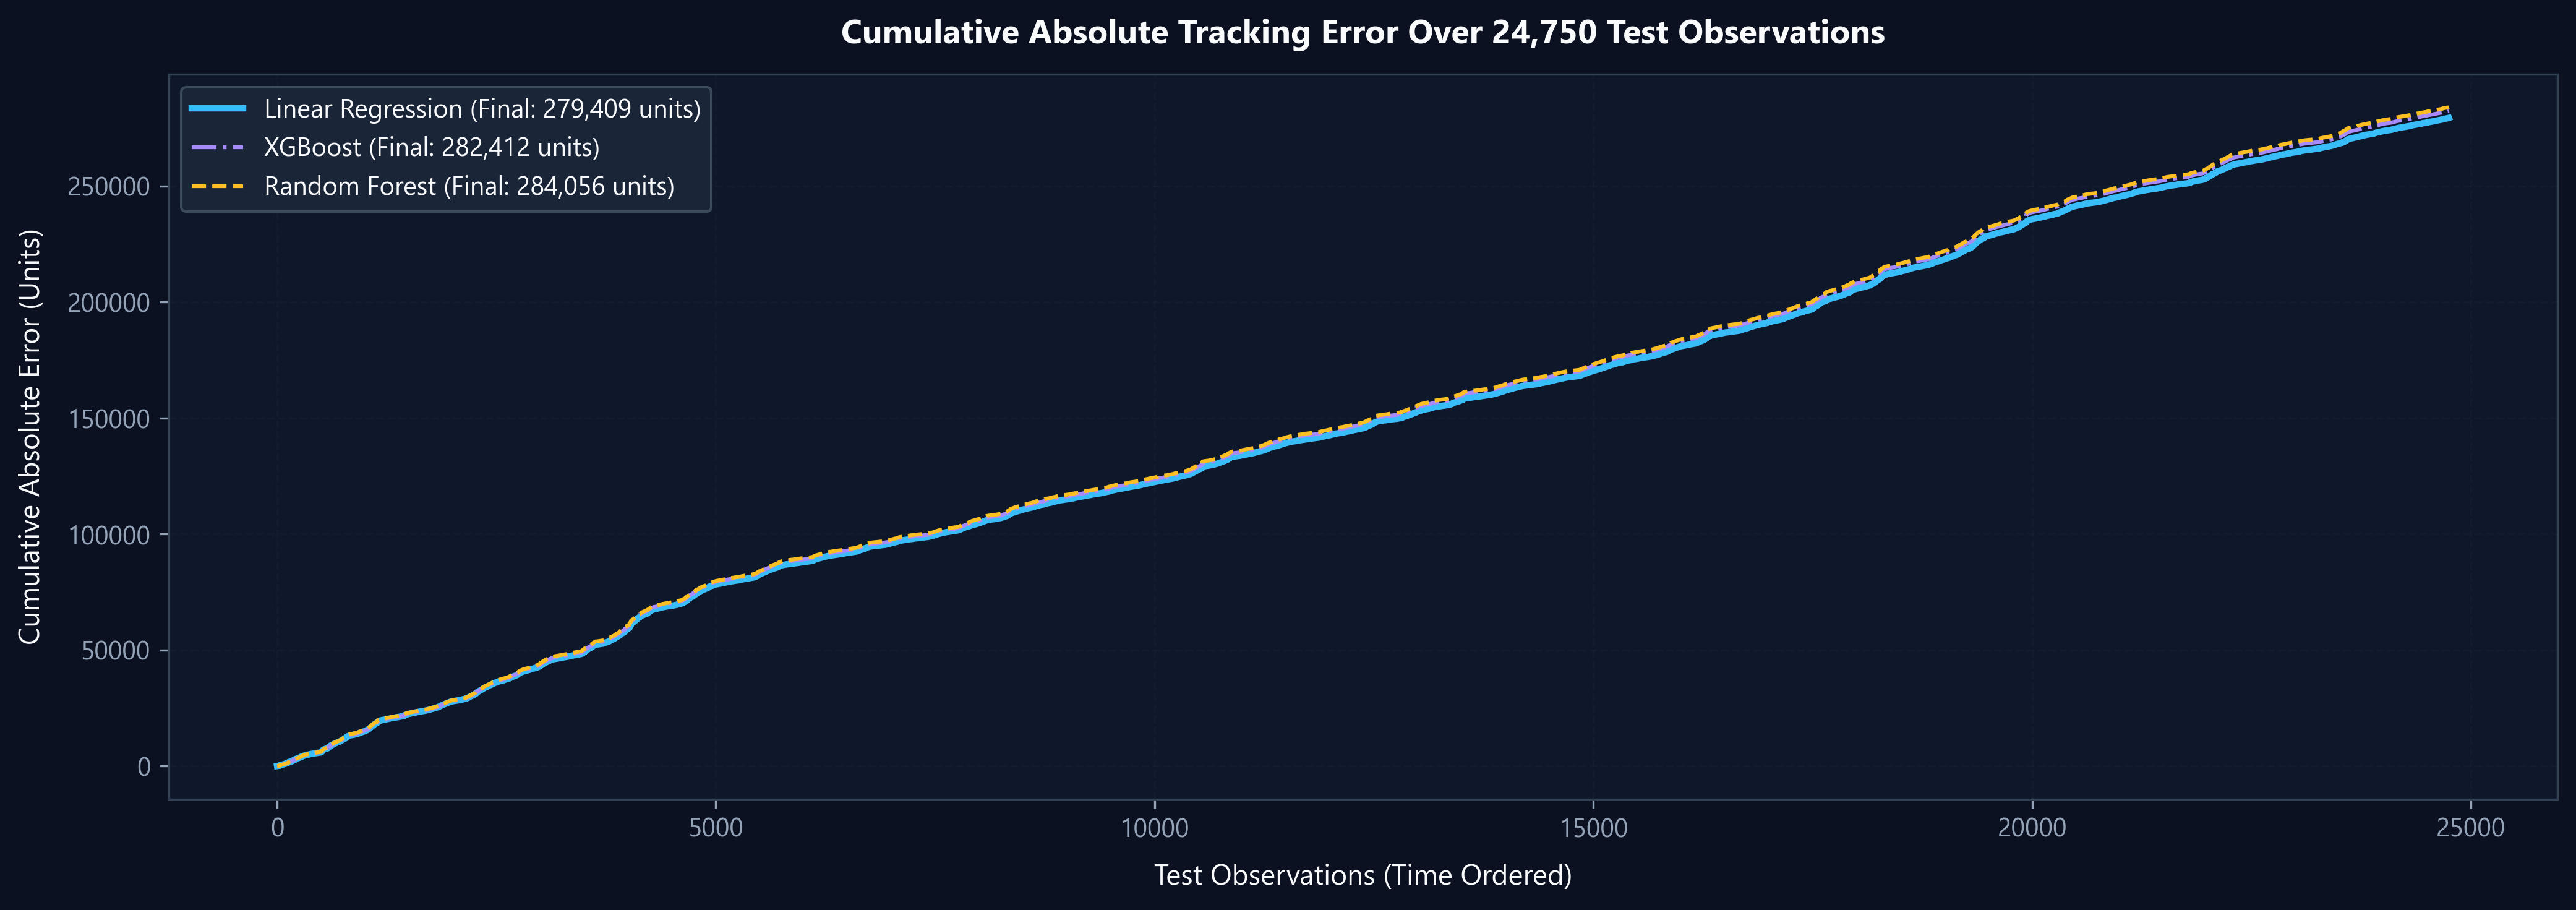 Cumulative Absolute Tracking Error Over 24,750 Test Observations
Linear Regression (Final: 279,409 units)
XGBoost (Final: 282,412 units)
Random Forest (Final: 284,056 units)
Cumulative Absolute Error (Units)
250000
200000
150000
100000
50000
0
0 5000 10000 15000 20000 25000
Test Observations (Time Ordered)